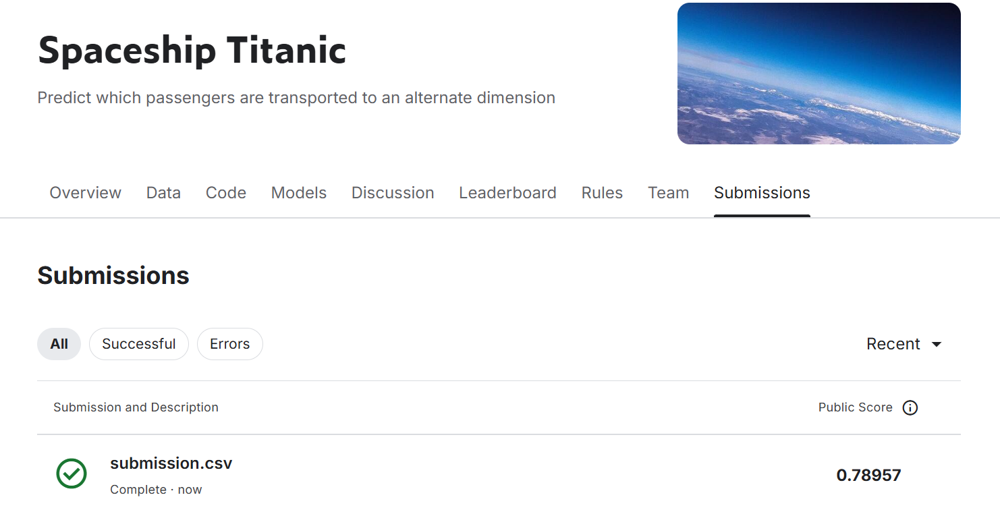 Spaceship Titanic
Predict which passengers are transported to an alternate dimension
Overview Data Code Models Discussion Leaderboard Rules Team Submissions
Submissions
All Successful Errors Recent
Submission and Description Public Score
submission.csv
0.78957
Complete · now